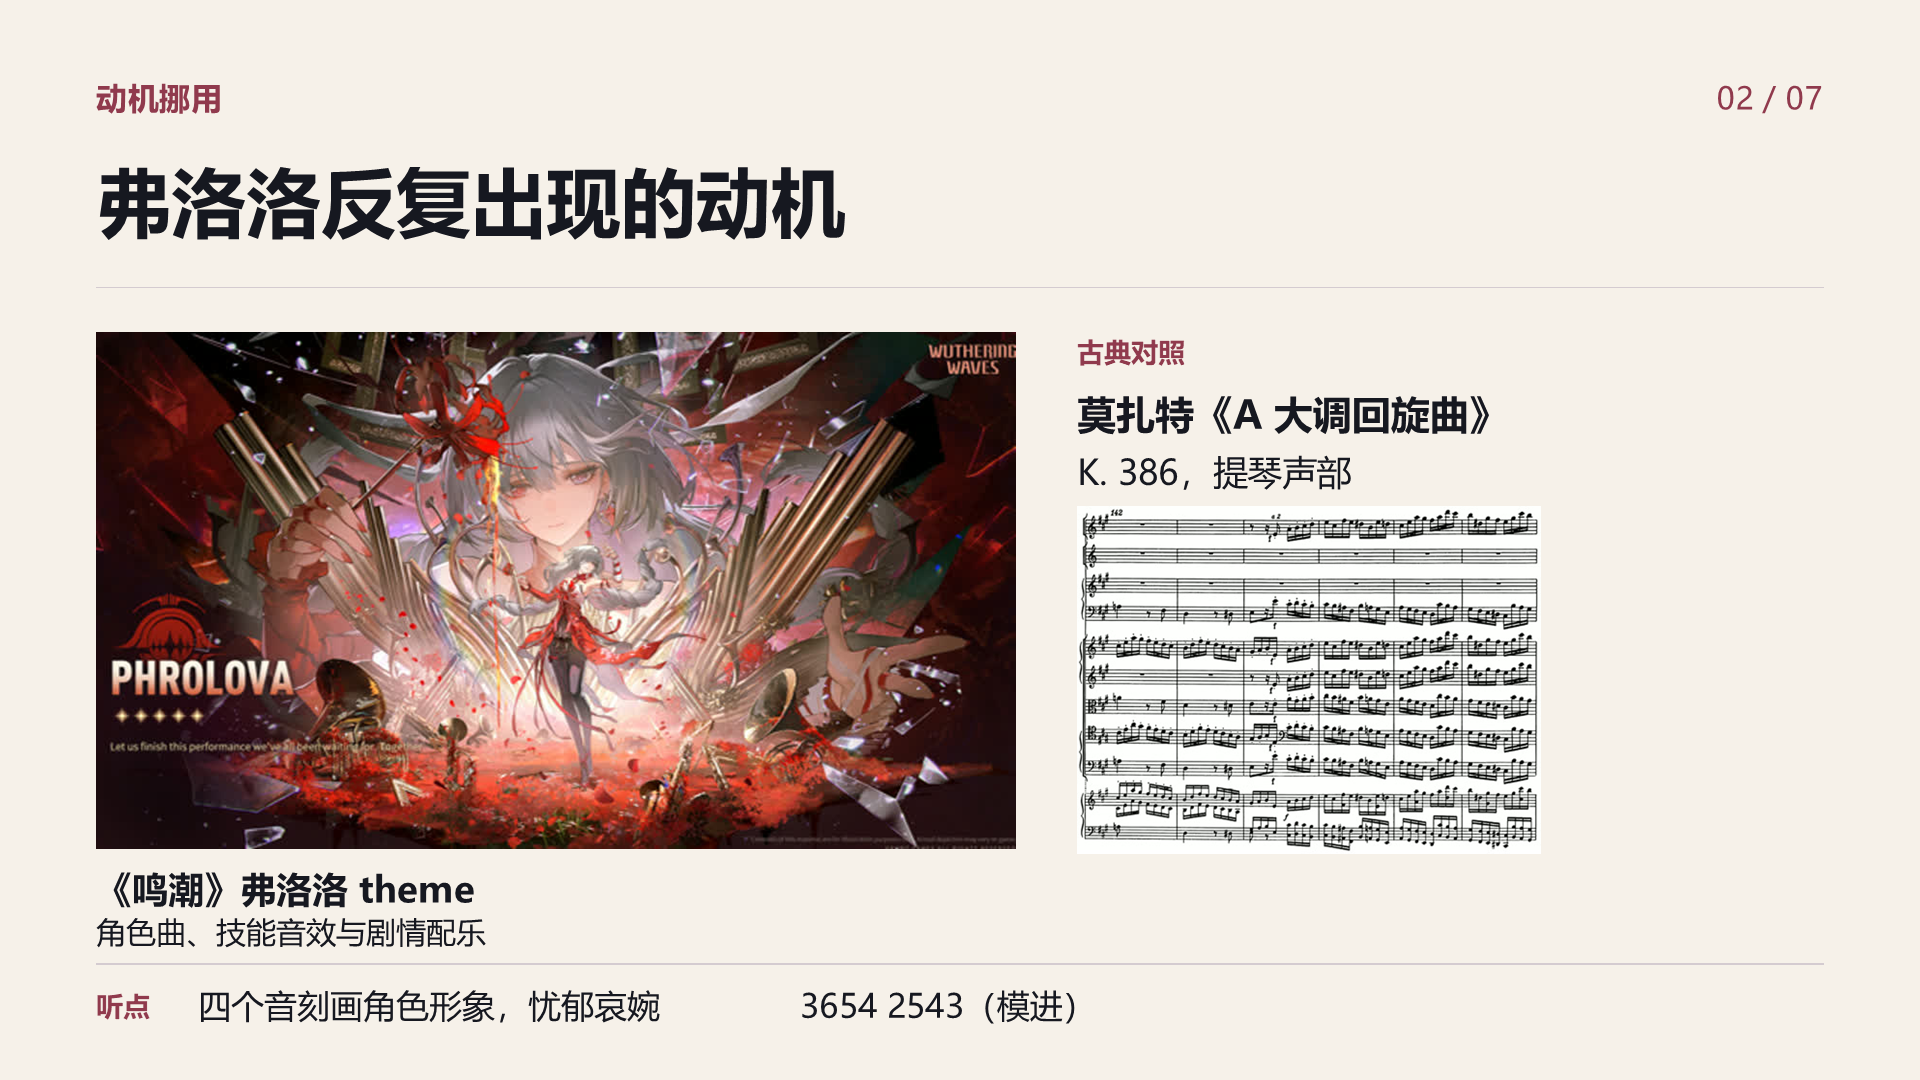 动机挪用
02 / 07
弗洛洛反复出现的动机
WUTHERING
WAVES
PHROLOVA
Let us finish this performance we've all been waiting for. Together.
《鸣潮》弗洛洛 theme
角色曲、技能音效与剧情配乐
古典对照
莫扎特《A 大调回旋曲》
K. 386，提琴声部
142
a 2
听点
四个音刻画角色形象，忧郁哀婉
3654 2543（模进）